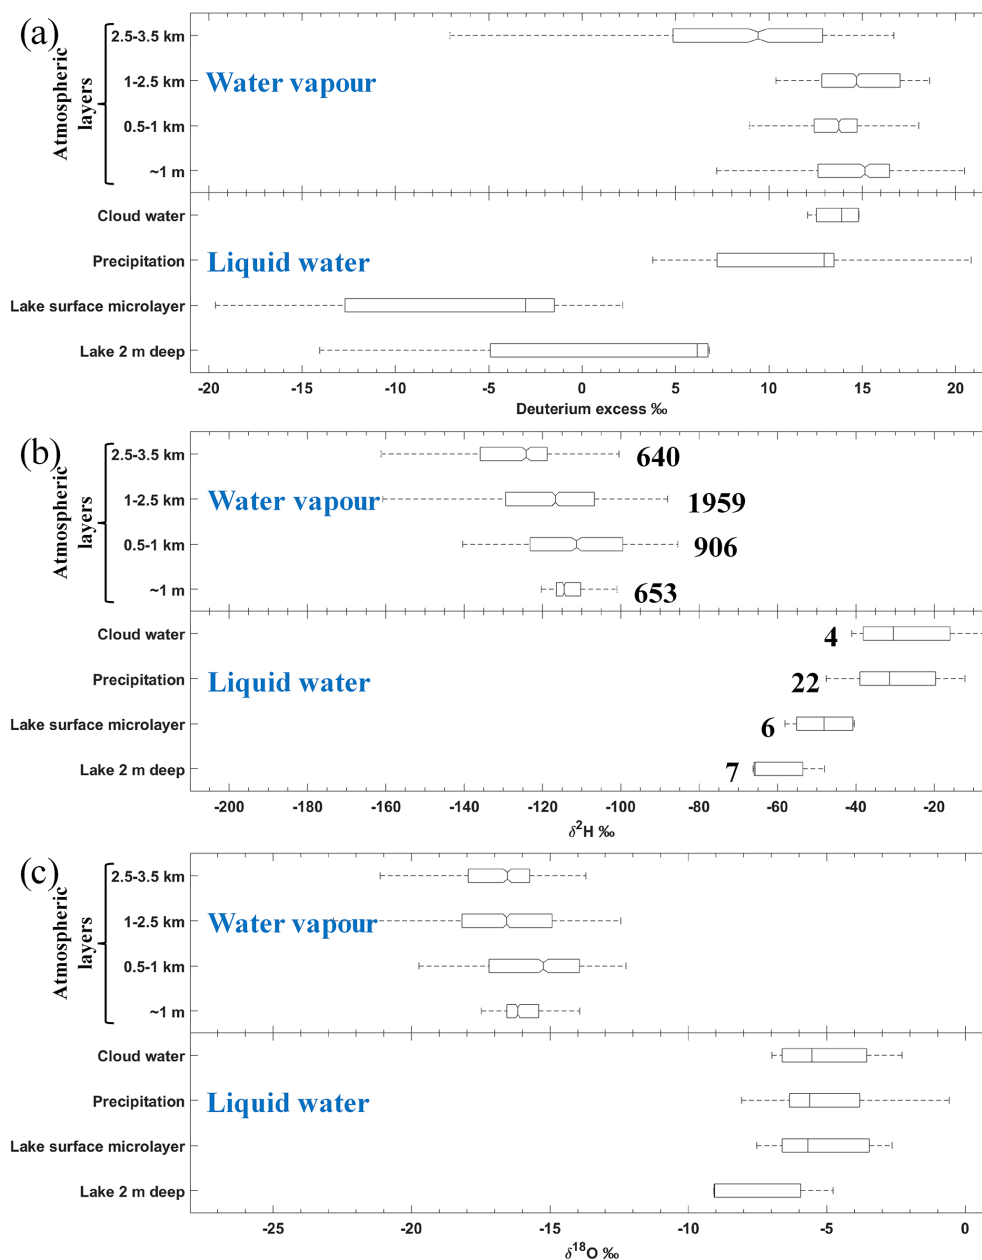 (a)
Atmospheric
layers
2.5-3.5 km
1-2.5 km
0.5-1 km
~1 m
Water vapour
Cloud water
Precipitation
Lake surface microlayer
Lake 2 m deep
Liquid water
-20 -15 -10 -5 0 5 10 15 20
Deuterium excess ‰
(b)
Atmospheric
layers
2.5-3.5 km
640
1-2.5 km
Water vapour
1959
0.5-1 km
906
~1 m
653
Cloud water
4
Precipitation
Liquid water
22
Lake surface microlayer
6
Lake 2 m deep
7
-200 -180 -160 -140 -120 -100 -80 -60 -40 -20
δ²H ‰
(c)
Atmospheric
layers
2.5-3.5 km
1-2.5 km
Water vapour
0.5-1 km
~1 m
Cloud water
Precipitation
Liquid water
Lake surface microlayer
Lake 2 m deep
-25 -20 -15 -10 -5 0
δ¹⁸O ‰